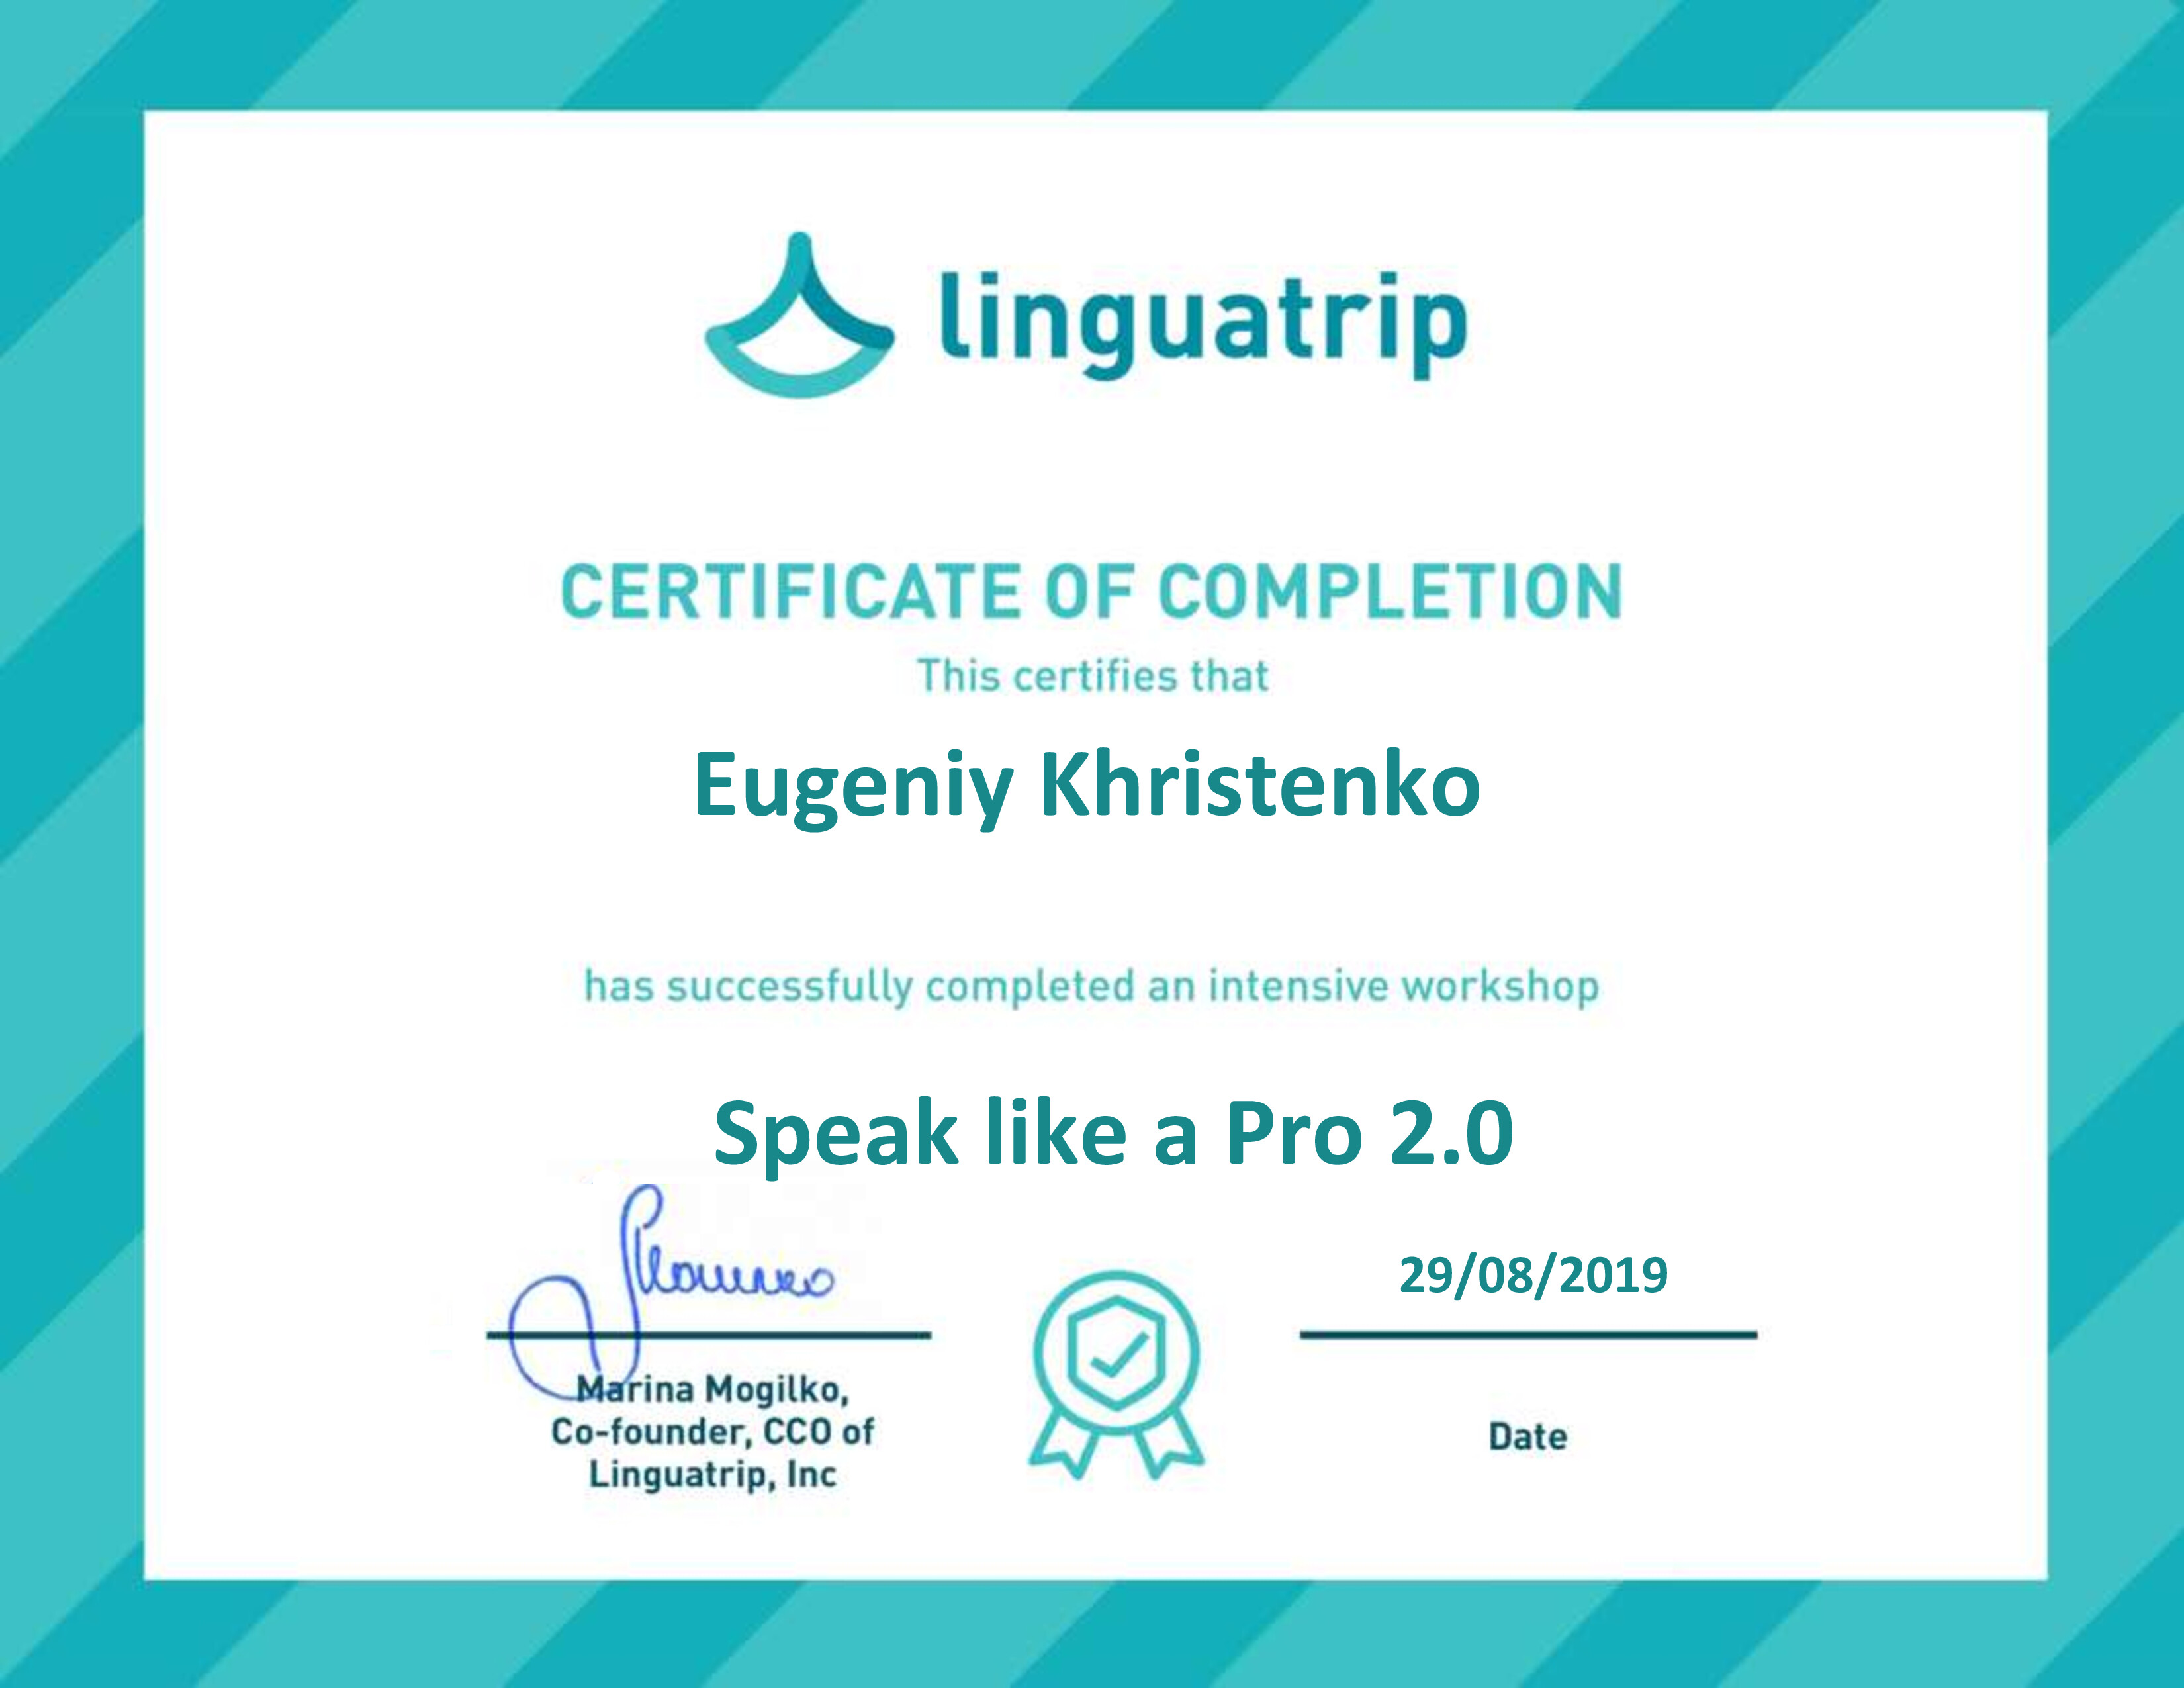 linguatrip
CERTIFICATE OF COMPLETION
This certifies that
Eugeniy Khristenko
has successfully completed an intensive workshop
Speak like a Pro 2.0
29/08/2019
Marina Mogilko,
Co-founder, CCO of
Linguatrip, Inc
Date